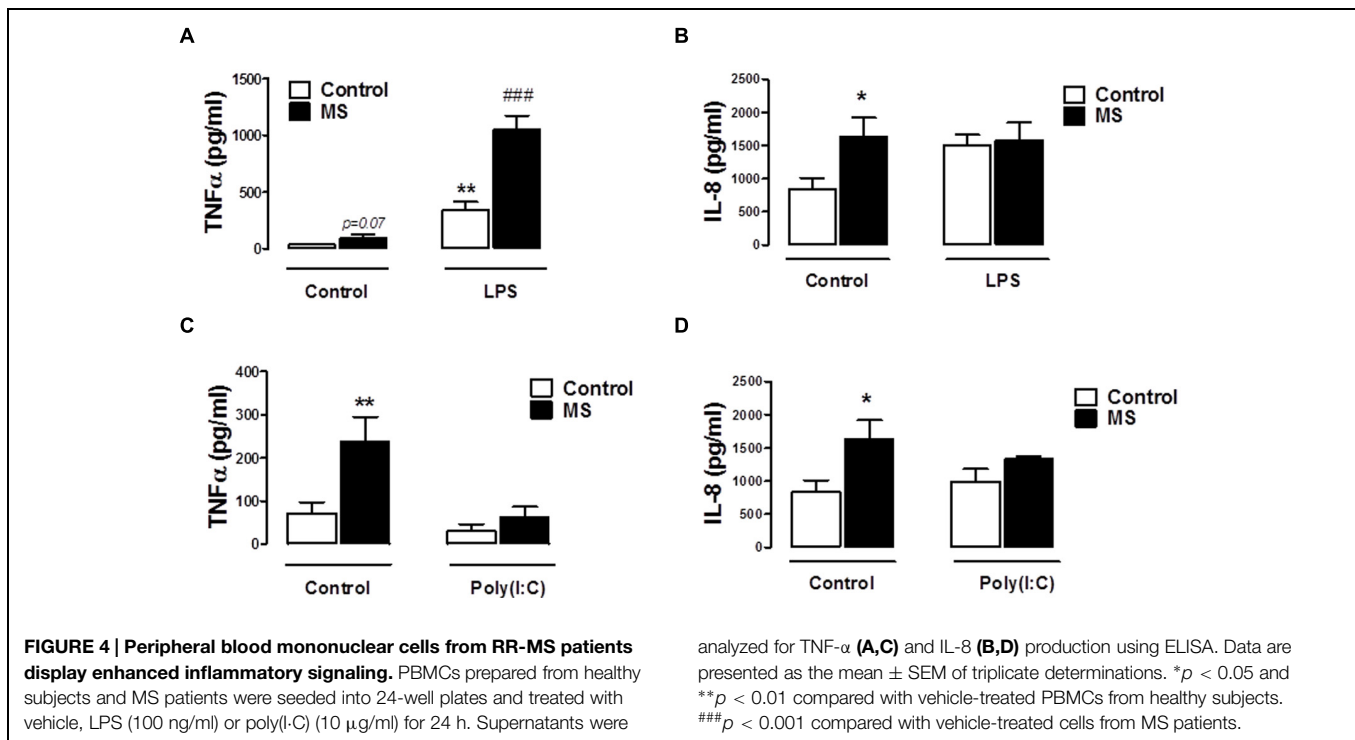 A
TNFα (pg/ml)
1500
1000
500
0
Control
MS
p=0.07
**
###
Control
LPS
B
IL-8 (pg/ml)
2500
2000
1500
1000
500
0
*
Control
MS
Control
LPS
C
TNFα (pg/ml)
400
300
200
100
0
**
Control
MS
Control
Poly(I:C)
D
IL-8 (pg/ml)
2500
2000
1500
1000
500
0
*
Control
MS
Control
Poly(I:C)
FIGURE 4 | Peripheral blood mononuclear cells from RR-MS patients
display enhanced inflammatory signaling. PBMCs prepared from healthy
subjects and MS patients were seeded into 24-well plates and treated with
vehicle, LPS (100 ng/ml) or poly(I·C) (10 μg/ml) for 24 h. Supernatants were
analyzed for TNF-α (A,C) and IL-8 (B,D) production using ELISA. Data are
presented as the mean ± SEM of triplicate determinations. *p < 0.05 and
**p < 0.01 compared with vehicle-treated PBMCs from healthy subjects.
###p < 0.001 compared with vehicle-treated cells from MS patients.